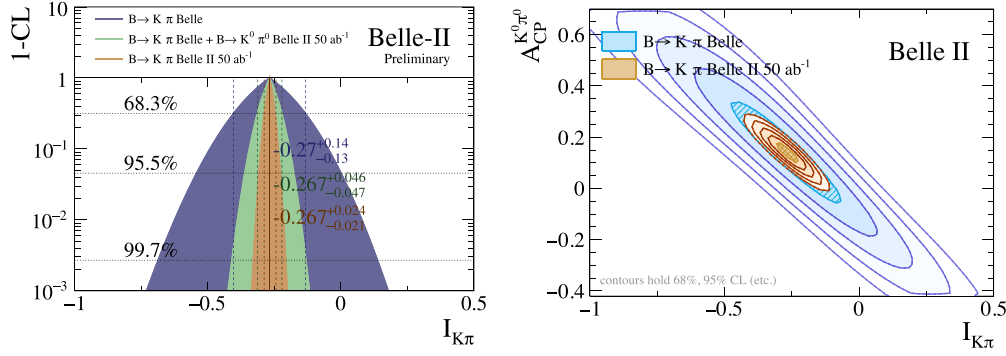 1-CL
10
1
10⁻¹
10⁻²
10⁻³
B→ K π Belle
B→ K π Belle + B→ K⁰ π⁰ Belle II 50 ab⁻¹
B→ K π Belle II 50 ab⁻¹
Belle-II
Preliminary
68.3%
95.5%
99.7%
-0.27 +0.14 −0.13
-0.267 +0.046 −0.047
-0.267 +0.024 −0.021
−1 −0.5 0 0.5
I_Kπ
A_CP^{K⁰π⁰}
0.6
0.4
0.2
0
−0.2
−0.4
B→ K π Belle
B→ K π Belle II 50 ab⁻¹
Belle II
contours hold 68%, 95% CL (etc.)
−1 −0.5 0 0.5
I_Kπ